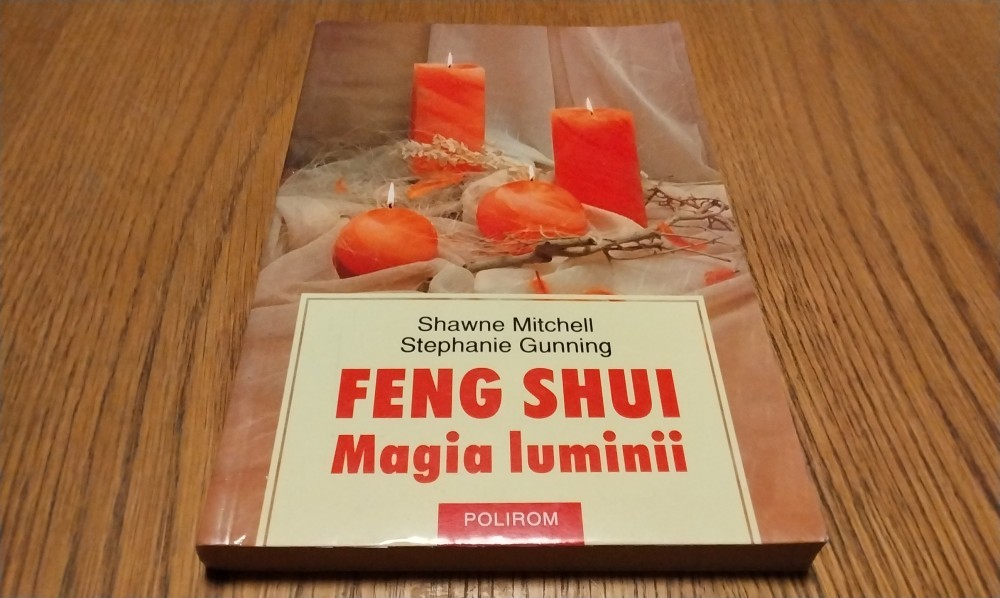 Shawne Mitchell
Stephanie Gunning
FENG SHUI
Magia luminii
POLIROM